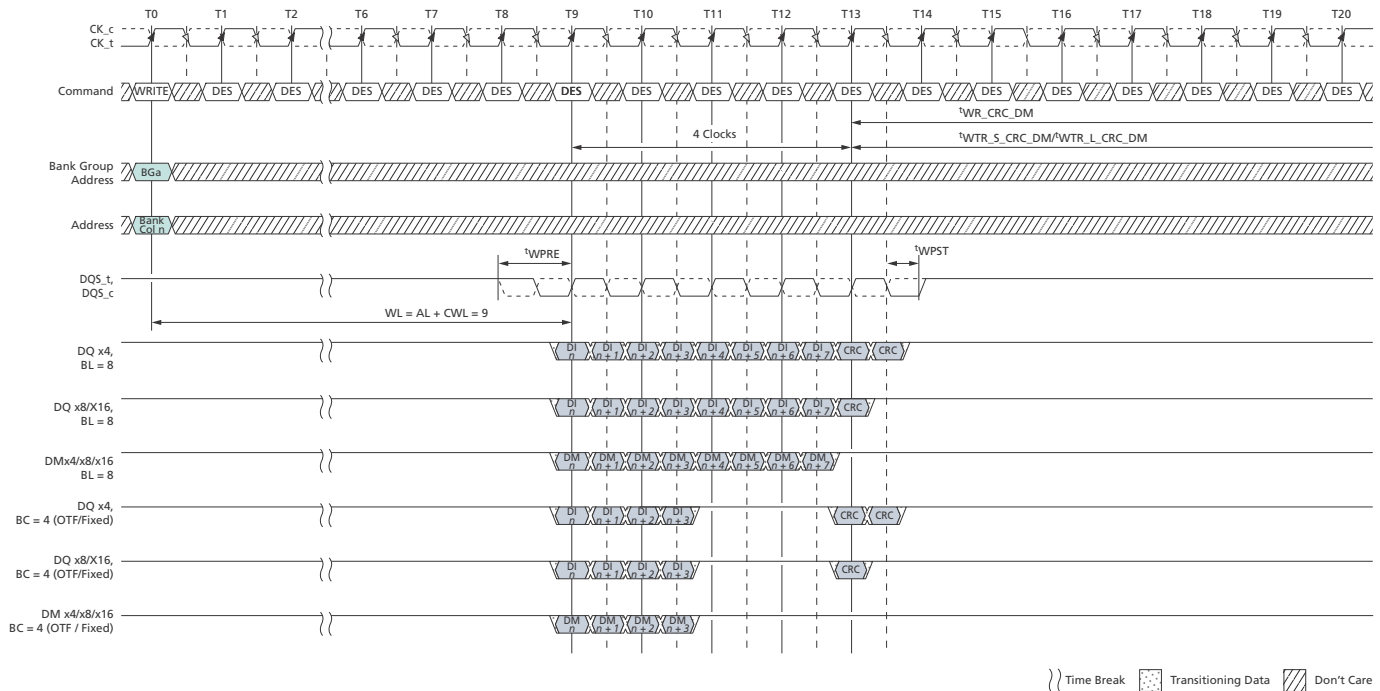 T0 T1 T2 T6 T7 T8 T9 T10 T11 T12 T13 T14 T15 T16 T17 T18 T19 T20
CK_c
CK_t
Command WRITE DES DES DES DES DES DES DES DES DES DES DES DES DES DES DES DES DES
tWR_CRC_DM
4 Clocks tWTR_S_CRC_DM/tWTR_L_CRC_DM
Bank Group
Address
BGa
Address
Bank
Col n
tWPRE tWPST
DQS_t,
DQS_c
WL = AL + CWL = 9
DQ x4,
BL = 8
DI n DI n + 1 DI n + 2 DI n + 3 DI n + 4 DI n + 5 DI n + 6 DI n + 7 CRC CRC
DQ x8/X16,
BL = 8
DI n DI n + 1 DI n + 2 DI n + 3 DI n + 4 DI n + 5 DI n + 6 DI n + 7 CRC
DMx4/x8/x16
BL = 8
DM n DM n + 1 DM n + 2 DM n + 3 DM n + 4 DM n + 5 DM n + 6 DM n + 7
DQ x4,
BC = 4 (OTF/Fixed)
DI n DI n + 1 DI n + 2 DI n + 3 CRC CRC
DQ x8/X16,
BC = 4 (OTF/Fixed)
DI n DI n + 1 DI n + 2 DI n + 3 CRC
DM x4/x8/x16
BC = 4 (OTF / Fixed)
DM n DM n + 1 DM n + 2 DM n + 3
Time Break Transitioning Data Don't Care